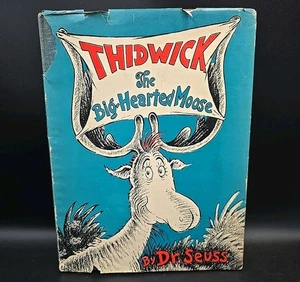 THIDWICK
The
Big-Hearted Moose
By Dr. Seuss